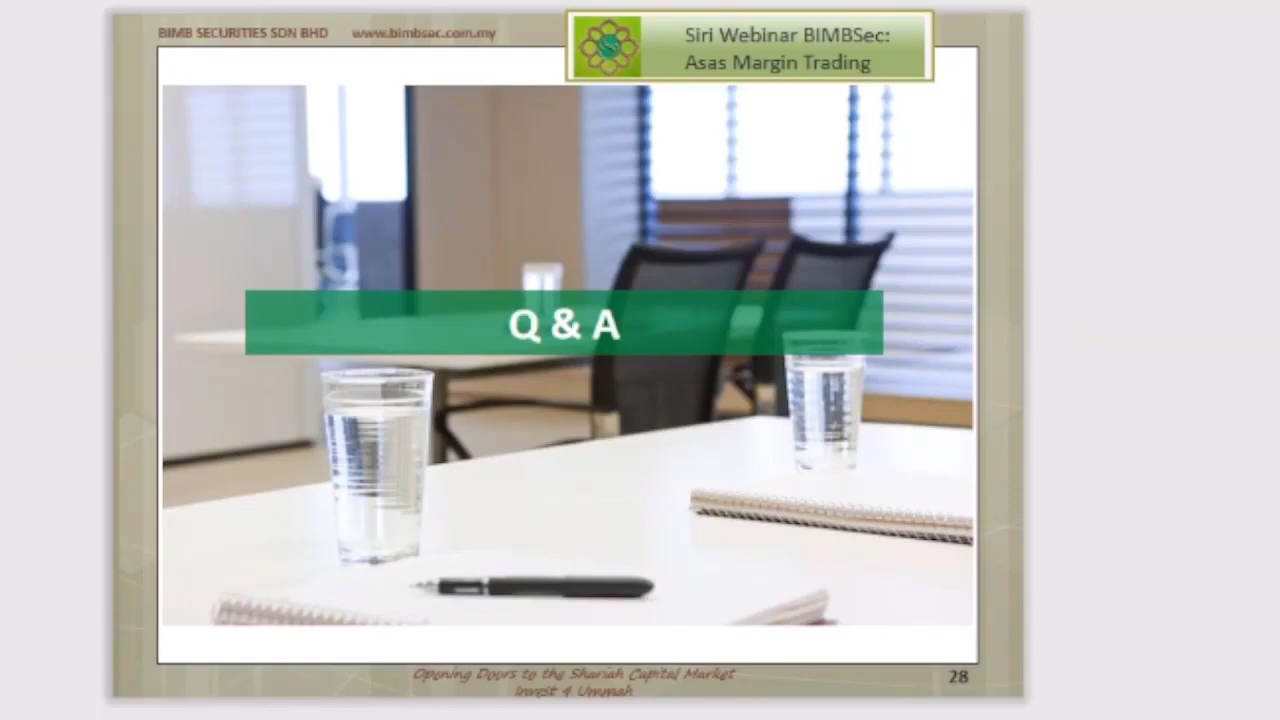 BIMB SECURITIES SDN BHD www.bimbsec.com.my
Siri Webinar BIMBSec:
Asas Margin Trading
Q & A
Opening Doors to the Shariah Capital Market
Invest 4 Ummah
28